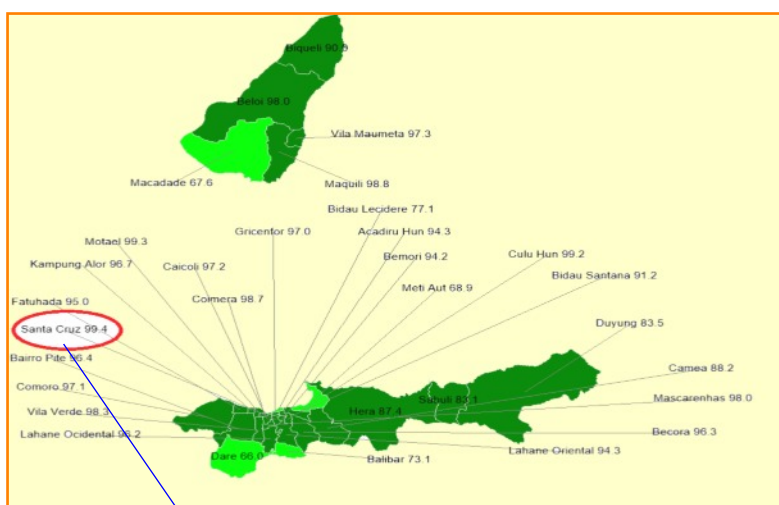 Biqueli 90.9
Beloi 98.0
Vila Maumeta 97.3
Macadade 67.6
Maquili 98.8
Bidau Lecidere 77.1
Gricentor 97.0
Acadiru Hun 94.3
Motael 99.3
Culu Hun 99.2
Bemori 94.2
Kampung Alor 96.7
Caicoli 97.2
Bidau Santana 91.2
Meti Aut 68.9
Coimera 98.7
Fatuhada 95.0
Duyung 83.5
Santa Cruz 99.4
Bairro Pite 96.4
Camea 88.2
Comoro 97.1
Sabuli 83.1
Mascarenhas 98.0
Vila Verde 98.3
Hera 87.4
Lahane Ocidental 96.2
Becora 96.3
Lahane Oriental 94.3
Dare 66.0
Balibar 73.1